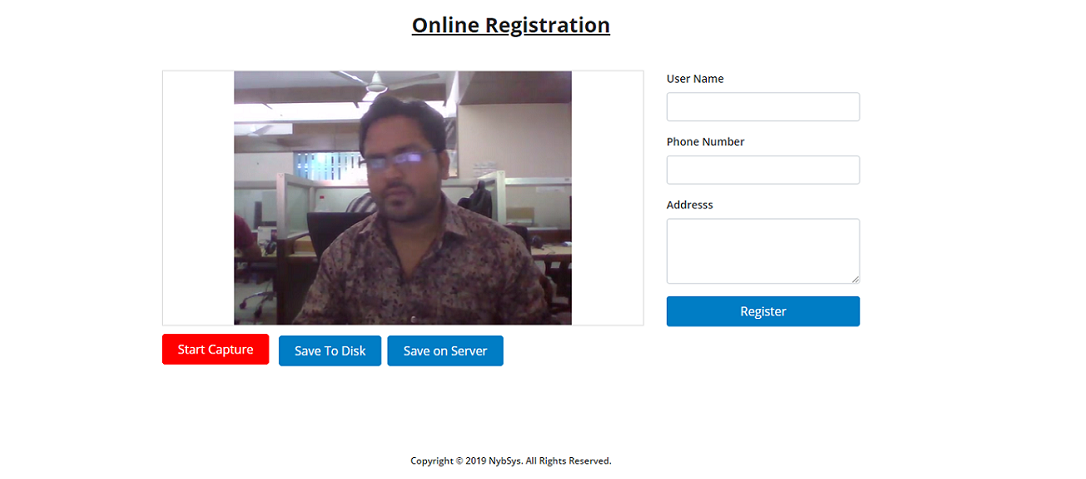 Online Registration
User Name
Phone Number
Addresss
Register
Start Capture
Save To Disk
Save on Server
Copyright © 2019 NybSys. All Rights Reserved.